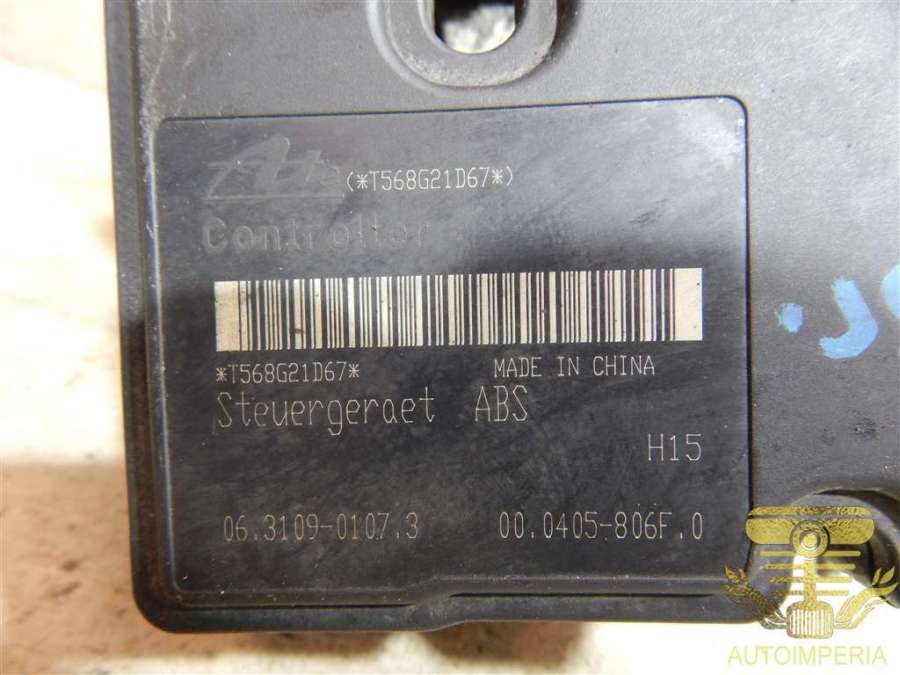 Ate (*T568G21D67*)
Controller
*T568G21D67* MADE IN CHINA
Steuergeraet ABS
H15
06.3109-0107.3 00.0405-806F.0
AUTOIMPERIA